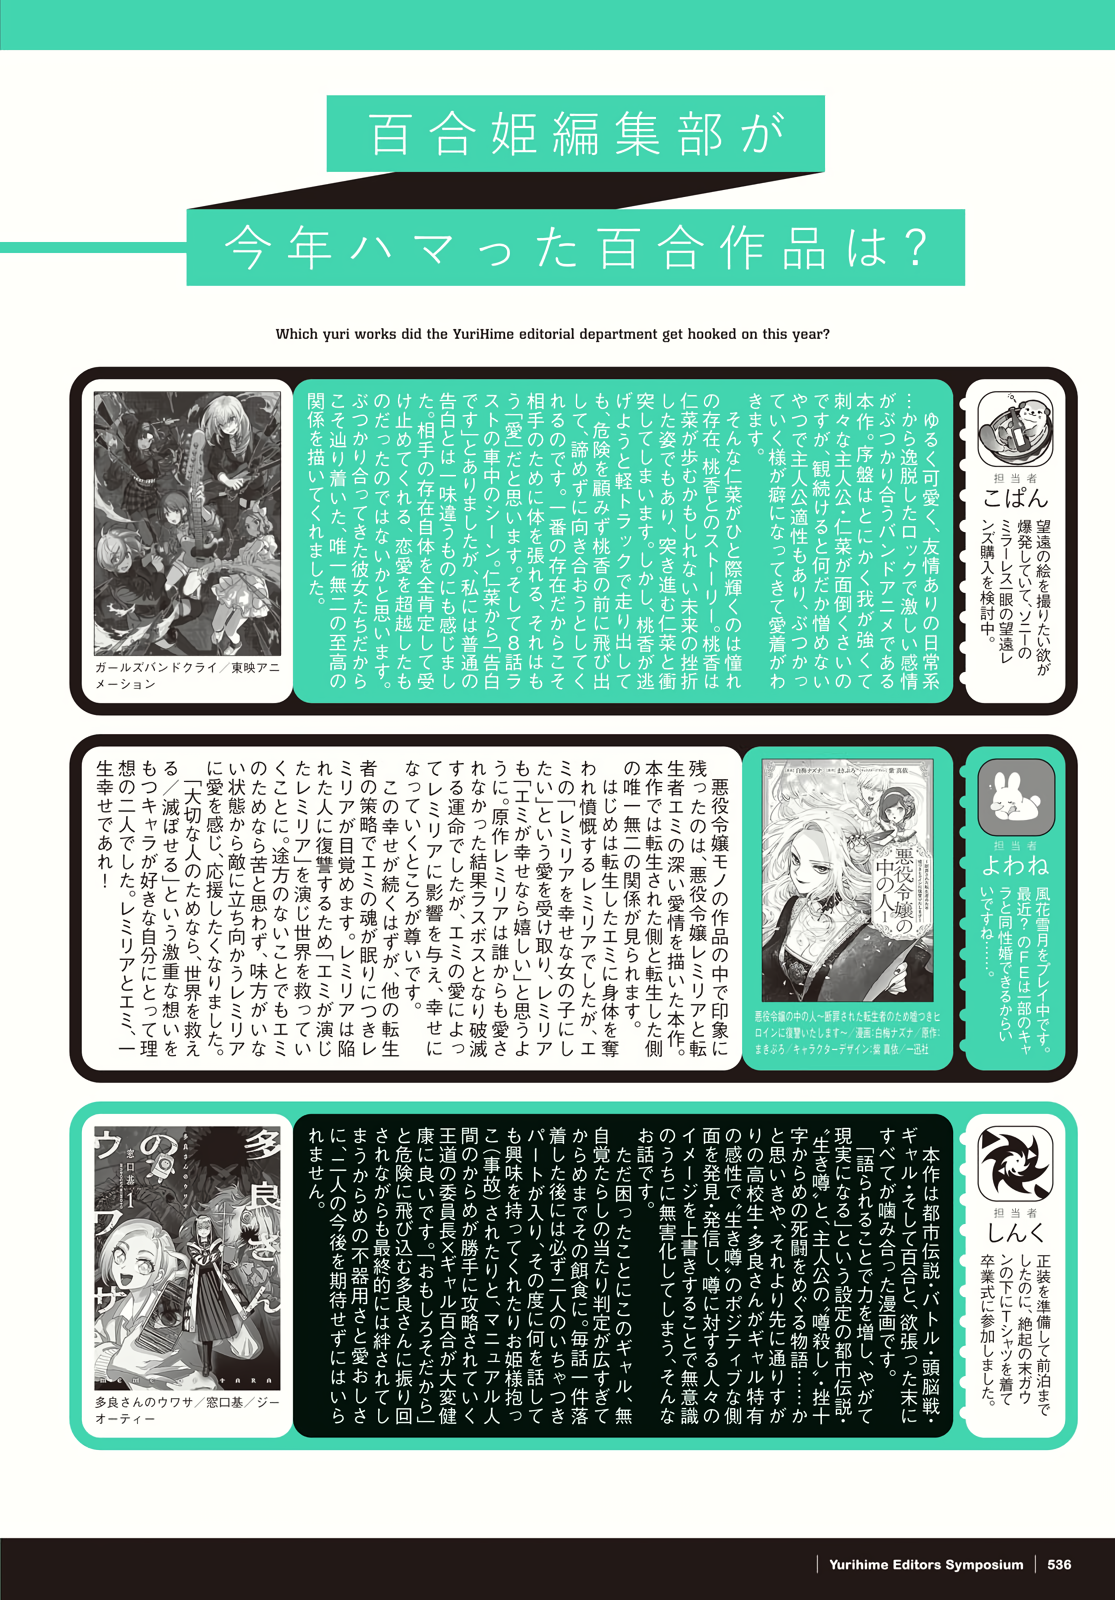 百合姫編集部が
今年ハマった百合作品は?
Which yuri works did the YuriHime editorial department get hooked on this year?
担当者
こぱん
望遠の絵を撮りたい欲が
爆発していて、ソニーの
ミラーレス一眼の望遠レ
ンズ購入を検討中。
ゆるく可愛く、友情ありの日常系
…から逸脱したロックで激しい感情
がぶつかり合うバンドアニメである
本作。序盤はとにかく我が強くて
刺々な主人公・仁菜が面倒くさいの
ですが、観続けると何だか憎めない
やつで主人公適性もあり、ぶつかっ
ていく様が癖になってきて愛着がわ
きます。
そんな仁菜がひと際輝くのは憧れ
の存在、桃香とのストーリー。桃香は
仁菜が歩むかもしれない未来の挫折
した姿でもあり、突き進む仁菜と衝
突してしまいます。しかし、桃香が逃
げようと軽トラックで走り出して
も、危険を顧みず桃香の前に飛び出
して、諦めずに向き合おうとしてく
れるのです。一番の存在だからこそ
相手のために体を張れる、それはも
う「愛」だと思います。そして8話ラ
ストの車中のシーン。仁菜から「告白
です」とありましたが、私には普通の
告白とは一味違うものにも感じまし
た。相手の存在自体を全肯定して受
け止めてくれる、恋愛を超越したも
のだったのではないかと思います。
ぶつかり合ってきた彼女たちだから
こそ辿り着いた、唯一無二の至高の
関係を描いてくれました。
ガールズバンドクライ/東映アニ
メーション
担当者
よわね
風花雪月をプレイ中です。
最近?のFEは一部のキャ
ラと同性婚できるからい
いですね……。
悪役令嬢の
中の人
1
悪役令嬢の中の人~断罪された転生者のため嘘つきヒ
ロインに復讐いたします~/漫画:白梅ナズナ/原作:
まきぶろ/キャラクターデザイン:紫 真依/一迅社
悪役令嬢モノの作品の中で印象に
残ったのは、悪役令嬢レミリアと転
生者エミの深い愛情を描いた本作。
本作では転生された側と転生した側
の唯一無二の関係が見られます。
はじめは転生したエミに身体を奪
われ憤慨するレミリアでしたが、エ
ミの「レミリアを幸せな女の子にし
たい」という愛を受け取り、レミリア
も「エミが幸せなら嬉しい」と思うよ
うに。原作レミリアは誰からも愛さ
れなかった結果ラスボスとなり破滅
する運命でしたが、エミの愛によっ
てレミリアに影響を与え、幸せに
なっていくところが尊いです。
この幸せが続くはずが、他の転生
者の策略でエミの魂が眠りにつきレ
ミリアが目覚めます。レミリアは陥
れた人に復讐するため「エミが演じ
たレミリア」を演じ世界を救ってい
くことに。途方のないことでもエミ
のためなら苦と思わず、味方がいな
い状態から敵に立ち向かうレミリア
に愛を感じ、応援したくなりました。
「大切な人のためなら、世界を救え
る/滅ぼせる」という激重な想いを
もつキャラが好きな自分にとって理
想の二人でした。レミリアとエミ、一
生幸せであれ!
担当者
しんく
正装を準備して前泊まで
したのに、絶起の末ガウ
ンの下にTシャツを着て
卒業式に参加しました。
本作は都市伝説・バトル・頭脳戦・
ギャル・そして百合と、欲張った末に
すべてが噛み合った漫画です。
「語られることで力を増し、やがて
現実になる」という設定の都市伝説・
〝生き噂〟と、主人公の〝噂殺し〟・挫十
字からめの死闘をめぐる物語……か
と思いきや、それより先に通りすが
りの高校生・多良さんがギャル特有
の感性で〝生き噂〟のポジティブな側
面を発見・発信し、噂に対する人々の
イメージを上書きすることで無意識
のうちに無害化してしまう、そんな
お話です。
ただ困ったことにこのギャル、無
自覚たらしの当たり判定が広すぎて
からめまでその餌食に。毎話一件落
着した後には必ず二人のいちゃつき
パートが入り、その度に何を話して
も興味を持ってくれたりお姫様抱っ
こ(事故)されたりと、マニュアル人
間のからめが勝手に攻略されていく
王道の委員長×ギャル百合が大変健
康に良いです。「おもしろそだから」
と危険に飛び込む多良さんに振り回
されながらも最終的には絆されてし
まうからめの不器用さと愛おしさ
に、二人の今後を期待せずにはいら
れません。
多良さん
の
ウワサ
多良さんのウワサ
窓口基
1
多良さんのウワサ/窓口基/ジー
オーティー
Yurihime Editors Symposium
536